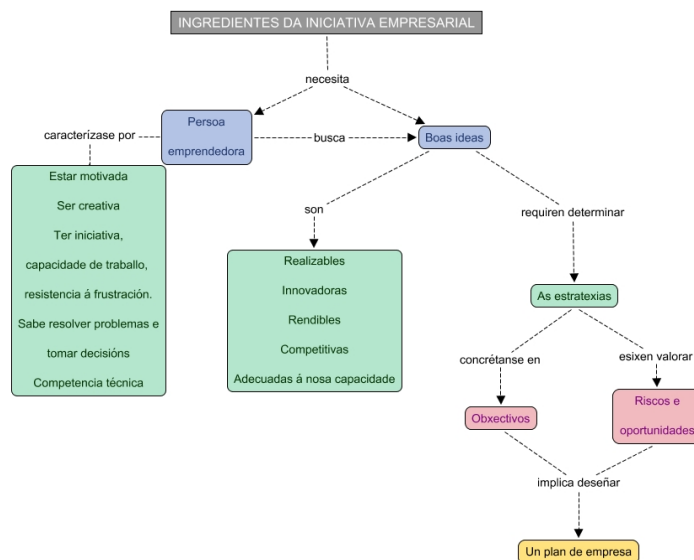 INGREDIENTES DA INICIATIVA EMPRESARIAL
necesita
Persoa
emprendedora
caracterízase por
busca
Boas ideas
Estar motivada
Ser creativa
Ter iniciativa,
capacidade de traballo,
resistencia á frustración.
Sabe resolver problemas e
tomar decisións
Competencia técnica
son
Realizables
Innovadoras
Rendibles
Competitivas
Adecuadas á nosa capacidade
requiren determinar
As estratexias
concrétanse en
esixen valorar
Obxectivos
Riscos e
oportunidades
implica deseñar
Un plan de empresa